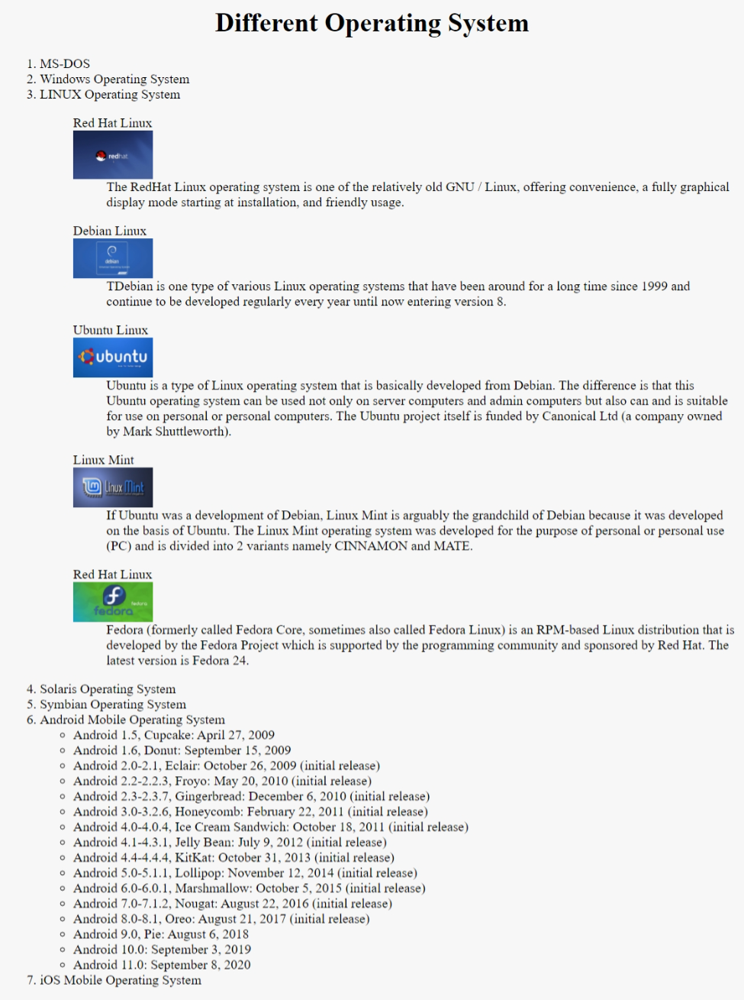 Different Operating System
1. MS-DOS
2. Windows Operating System
3. LINUX Operating System
Red Hat Linux
redhat
The RedHat Linux operating system is one of the relatively old GNU / Linux, offering convenience, a fully graphical
display mode starting at installation, and friendly usage.
Debian Linux
debian
TDebian is one type of various Linux operating systems that have been around for a long time since 1999 and
continue to be developed regularly every year until now entering version 8.
Ubuntu Linux
ubuntu
Ubuntu is a type of Linux operating system that is basically developed from Debian. The difference is that this
Ubuntu operating system can be used not only on server computers and admin computers but also can and is suitable
for use on personal or personal computers. The Ubuntu project itself is funded by Canonical Ltd (a company owned
by Mark Shuttleworth).
Linux Mint
Linux Mint
If Ubuntu was a development of Debian, Linux Mint is arguably the grandchild of Debian because it was developed
on the basis of Ubuntu. The Linux Mint operating system was developed for the purpose of personal or personal use
(PC) and is divided into 2 variants namely CINNAMON and MATE.
Red Hat Linux
fedora
fedora
Fedora (formerly called Fedora Core, sometimes also called Fedora Linux) is an RPM-based Linux distribution that is
developed by the Fedora Project which is supported by the programming community and sponsored by Red Hat. The
latest version is Fedora 24.
4. Solaris Operating System
5. Symbian Operating System
6. Android Mobile Operating System
◦ Android 1.5, Cupcake: April 27, 2009
◦ Android 1.6, Donut: September 15, 2009
◦ Android 2.0-2.1, Eclair: October 26, 2009 (initial release)
◦ Android 2.2-2.2.3, Froyo: May 20, 2010 (initial release)
◦ Android 2.3-2.3.7, Gingerbread: December 6, 2010 (initial release)
◦ Android 3.0-3.2.6, Honeycomb: February 22, 2011 (initial release)
◦ Android 4.0-4.0.4, Ice Cream Sandwich: October 18, 2011 (initial release)
◦ Android 4.1-4.3.1, Jelly Bean: July 9, 2012 (initial release)
◦ Android 4.4-4.4.4, KitKat: October 31, 2013 (initial release)
◦ Android 5.0-5.1.1, Lollipop: November 12, 2014 (initial release)
◦ Android 6.0-6.0.1, Marshmallow: October 5, 2015 (initial release)
◦ Android 7.0-7.1.2, Nougat: August 22, 2016 (initial release)
◦ Android 8.0-8.1, Oreo: August 21, 2017 (initial release)
◦ Android 9.0, Pie: August 6, 2018
◦ Android 10.0: September 3, 2019
◦ Android 11.0: September 8, 2020
7. iOS Mobile Operating System